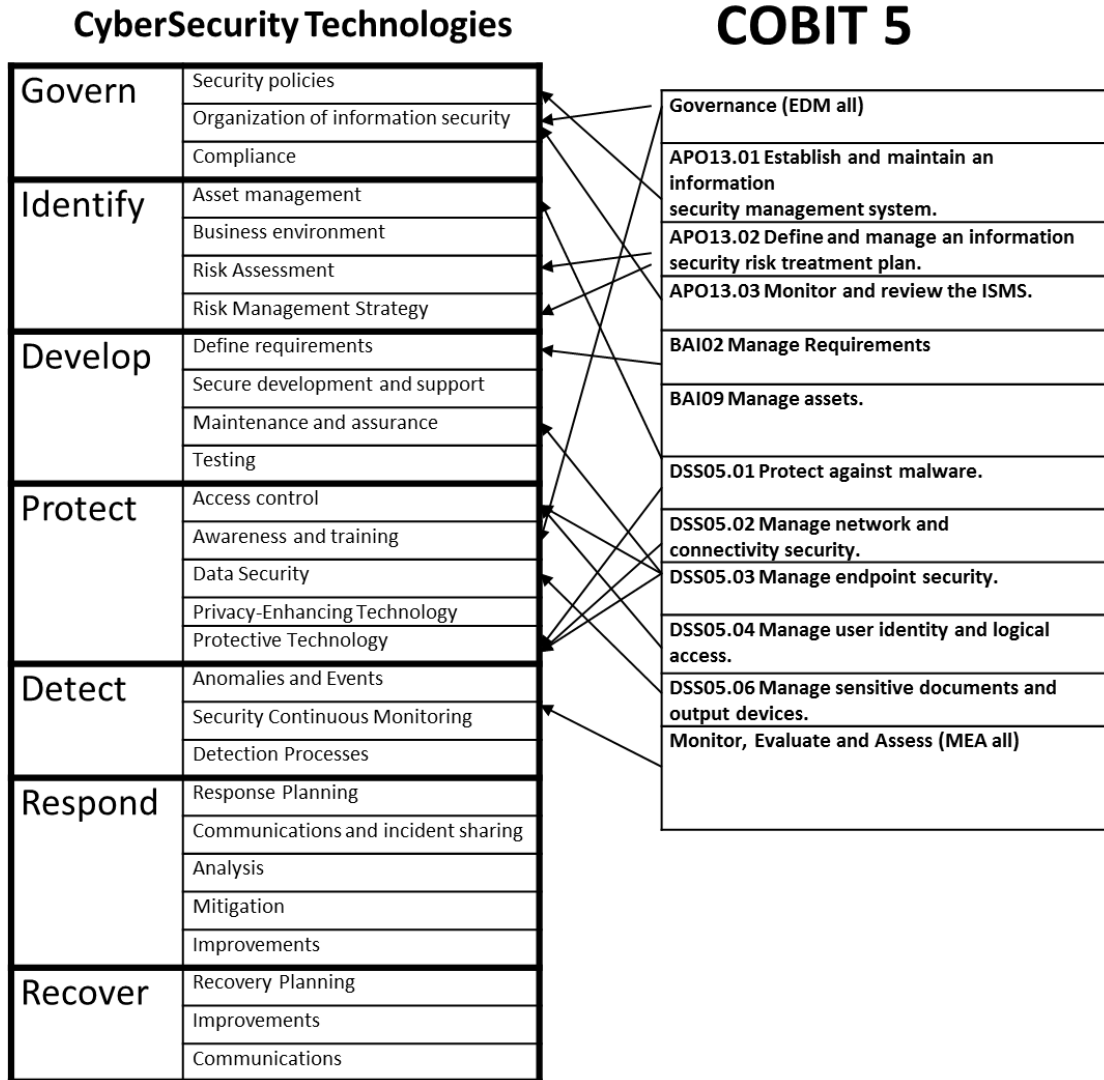 CyberSecurity Technologies
COBIT 5
Govern
Security policies
Organization of information security
Compliance
Identify
Asset management
Business environment
Risk Assessment
Risk Management Strategy
Develop
Define requirements
Secure development and support
Maintenance and assurance
Testing
Protect
Access control
Awareness and training
Data Security
Privacy-Enhancing Technology
Protective Technology
Detect
Anomalies and Events
Security Continuous Monitoring
Detection Processes
Respond
Response Planning
Communications and incident sharing
Analysis
Mitigation
Improvements
Recover
Recovery Planning
Improvements
Communications
Governance (EDM all)
APO13.01 Establish and maintain an
information
security management system.
APO13.02 Define and manage an information
security risk treatment plan.
APO13.03 Monitor and review the ISMS.
BAI02 Manage Requirements
BAI09 Manage assets.
DSS05.01 Protect against malware.
DSS05.02 Manage network and
connectivity security.
DSS05.03 Manage endpoint security.
DSS05.04 Manage user identity and logical
access.
DSS05.06 Manage sensitive documents and
output devices.
Monitor, Evaluate and Assess (MEA all)